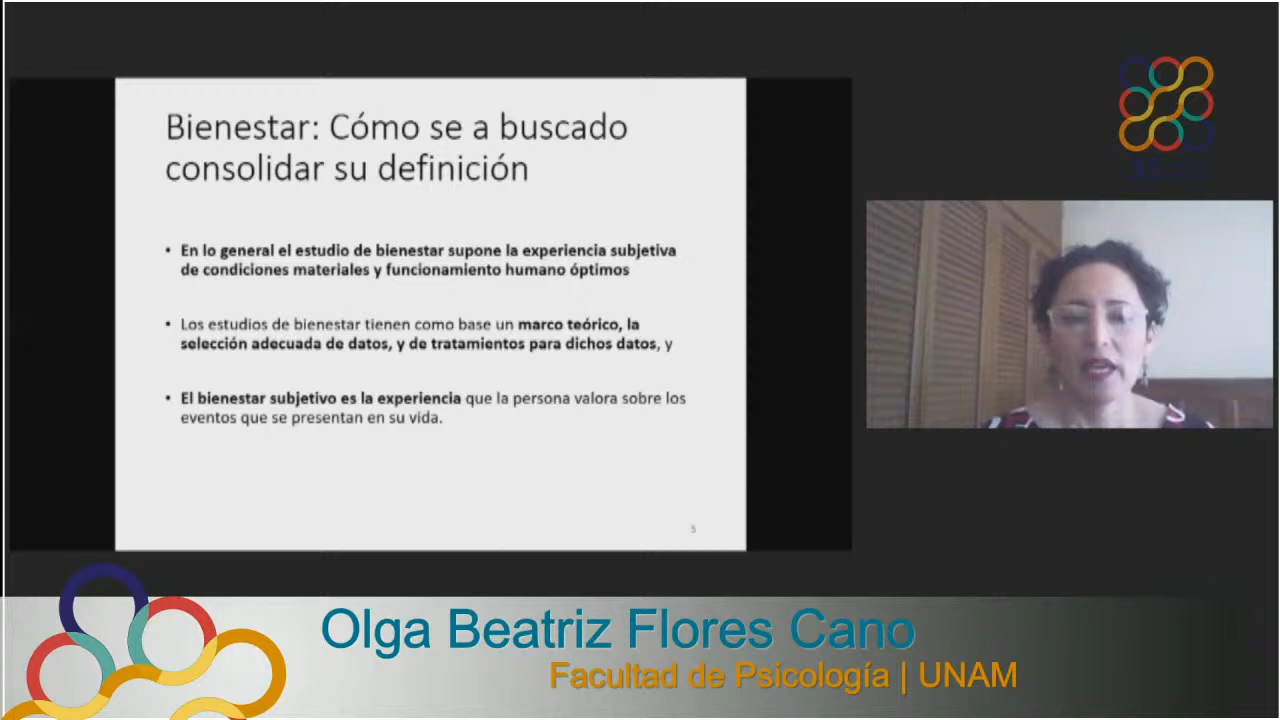 Bienestar: Cómo se a buscado
consolidar su definición
• En lo general el estudio de bienestar supone la experiencia subjetiva
de condiciones materiales y funcionamiento humano óptimos
• Los estudios de bienestar tienen como base un marco teórico, la
selección adecuada de datos, y de tratamientos para dichos datos, y
• El bienestar subjetivo es la experiencia que la persona valora sobre los
eventos que se presentan en su vida.
5
Olga Beatriz Flores Cano
Facultad de Psicología | UNAM